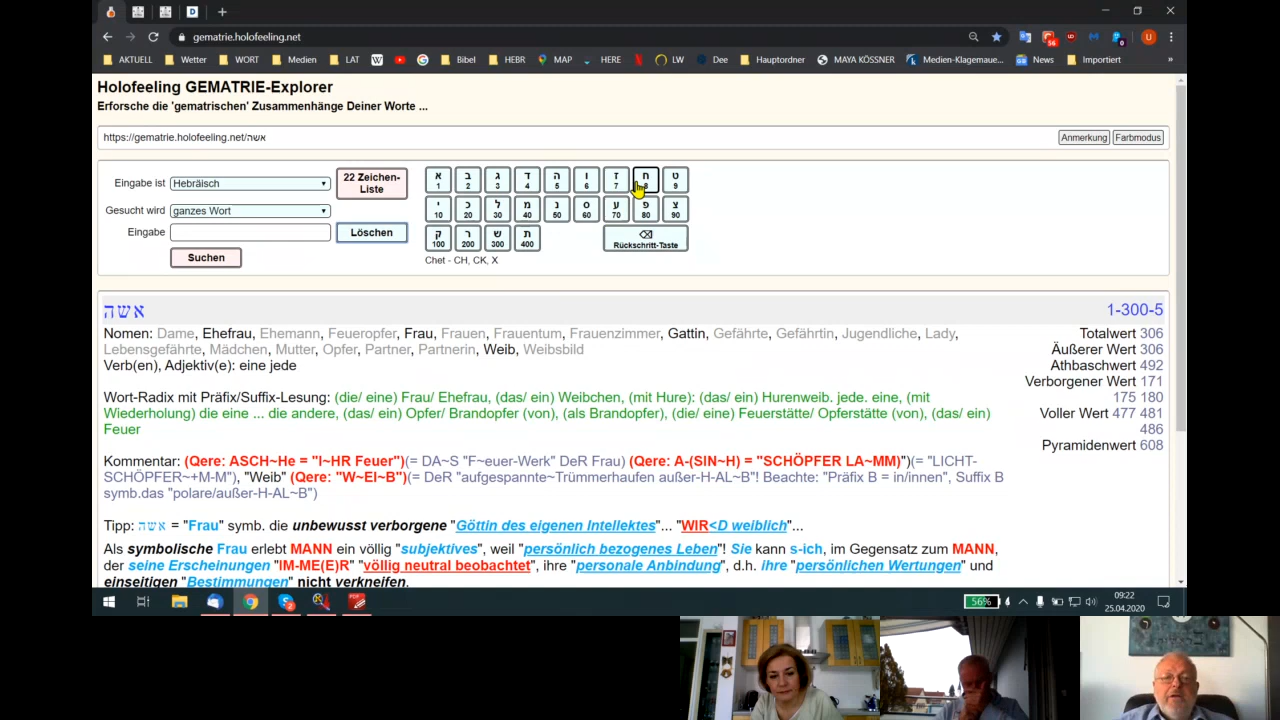 gematrie.holofeeling.net
AKTUELL Wetter WORT Medien LAT Bibel HEBR MAP HERE LW Dee Hauptordner MAYA KÖSSNER Medien-Klagemaue... News Importiert »
Holofeeling GEMATRIE-Explorer
Erforsche die 'gematrischen' Zusammenhänge Deiner Worte ...
https://gematrie.holofeeling.net/אשה Anmerkung Farbmodus
Eingabe ist Hebräisch 22 Zeichen-Liste
Gesucht wird ganzes Wort
Eingabe Löschen
Suchen
א ב ג ד ה ו ז ח ט
1 2 3 4 5 6 7 8 9
י כ ל מ נ ס ע פ צ
10 20 30 40 50 60 70 80 90
ק ר ש ת ⌫
100 200 300 400 Rückschritt-Taste
Chet - CH, CK, X
אשה 1-300-5
Nomen: Dame, Ehefrau, Ehemann, Feueropfer, Frau, Frauen, Frauentum, Frauenzimmer, Gattin, Gefährte, Gefährtin, Jugendliche, Lady,
Lebensgefährte, Mädchen, Mutter, Opfer, Partner, Partnerin, Weib, Weibsbild
Verb(en), Adjektiv(e): eine jede
Totalwert 306
Äußerer Wert 306
Athbaschwert 492
Verborgener Wert 171
175 180
Voller Wert 477 481
486
Pyramidenwert 608
Wort-Radix mit Präfix/Suffix-Lesung: (die/ eine) Frau/ Ehefrau, (das/ ein) Weibchen, (mit Hure): (das/ ein) Hurenweib. jede. eine, (mit
Wiederholung) die eine ... die andere, (das/ ein) Opfer/ Brandopfer (von), (als Brandopfer), (die/ eine) Feuerstätte/ Opferstätte (von), (das/ ein)
Feuer
Kommentar: (Qere: ASCH~He = "I~HR Feuer")(= DA~S "F~euer-Werk" DeR Frau) (Qere: A-(SIN~H) = "SCHÖPFER LA~MM)")(= "LICHT-
SCHÖPFER~+M-M"), "Weib" (Qere: "W~EI~B")(= DeR "aufgespannte~Trümmerhaufen außer-H-AL~B"! Beachte: "Präfix B = in/innen", Suffix B
symb.das "polare/außer-H-AL~B")
Tipp: אשה = "Frau" symb. die unbewusst verborgene "Göttin des eigenen Intellektes"... "WIR<D weiblich"...
Als symbolische Frau erlebt MANN ein völlig "subjektives", weil "persönlich bezogenes Leben"! Sie kann s-ich, im Gegensatz zum MANN,
der seine Erscheinungen "IM-ME(E)R" "völlig neutral beobachtet", ihre "personale Anbindung", d.h. ihre "persönlichen Wertungen" und
einseitigen "Bestimmungen" nicht verkneifen.
56% 09:22
25.04.2020